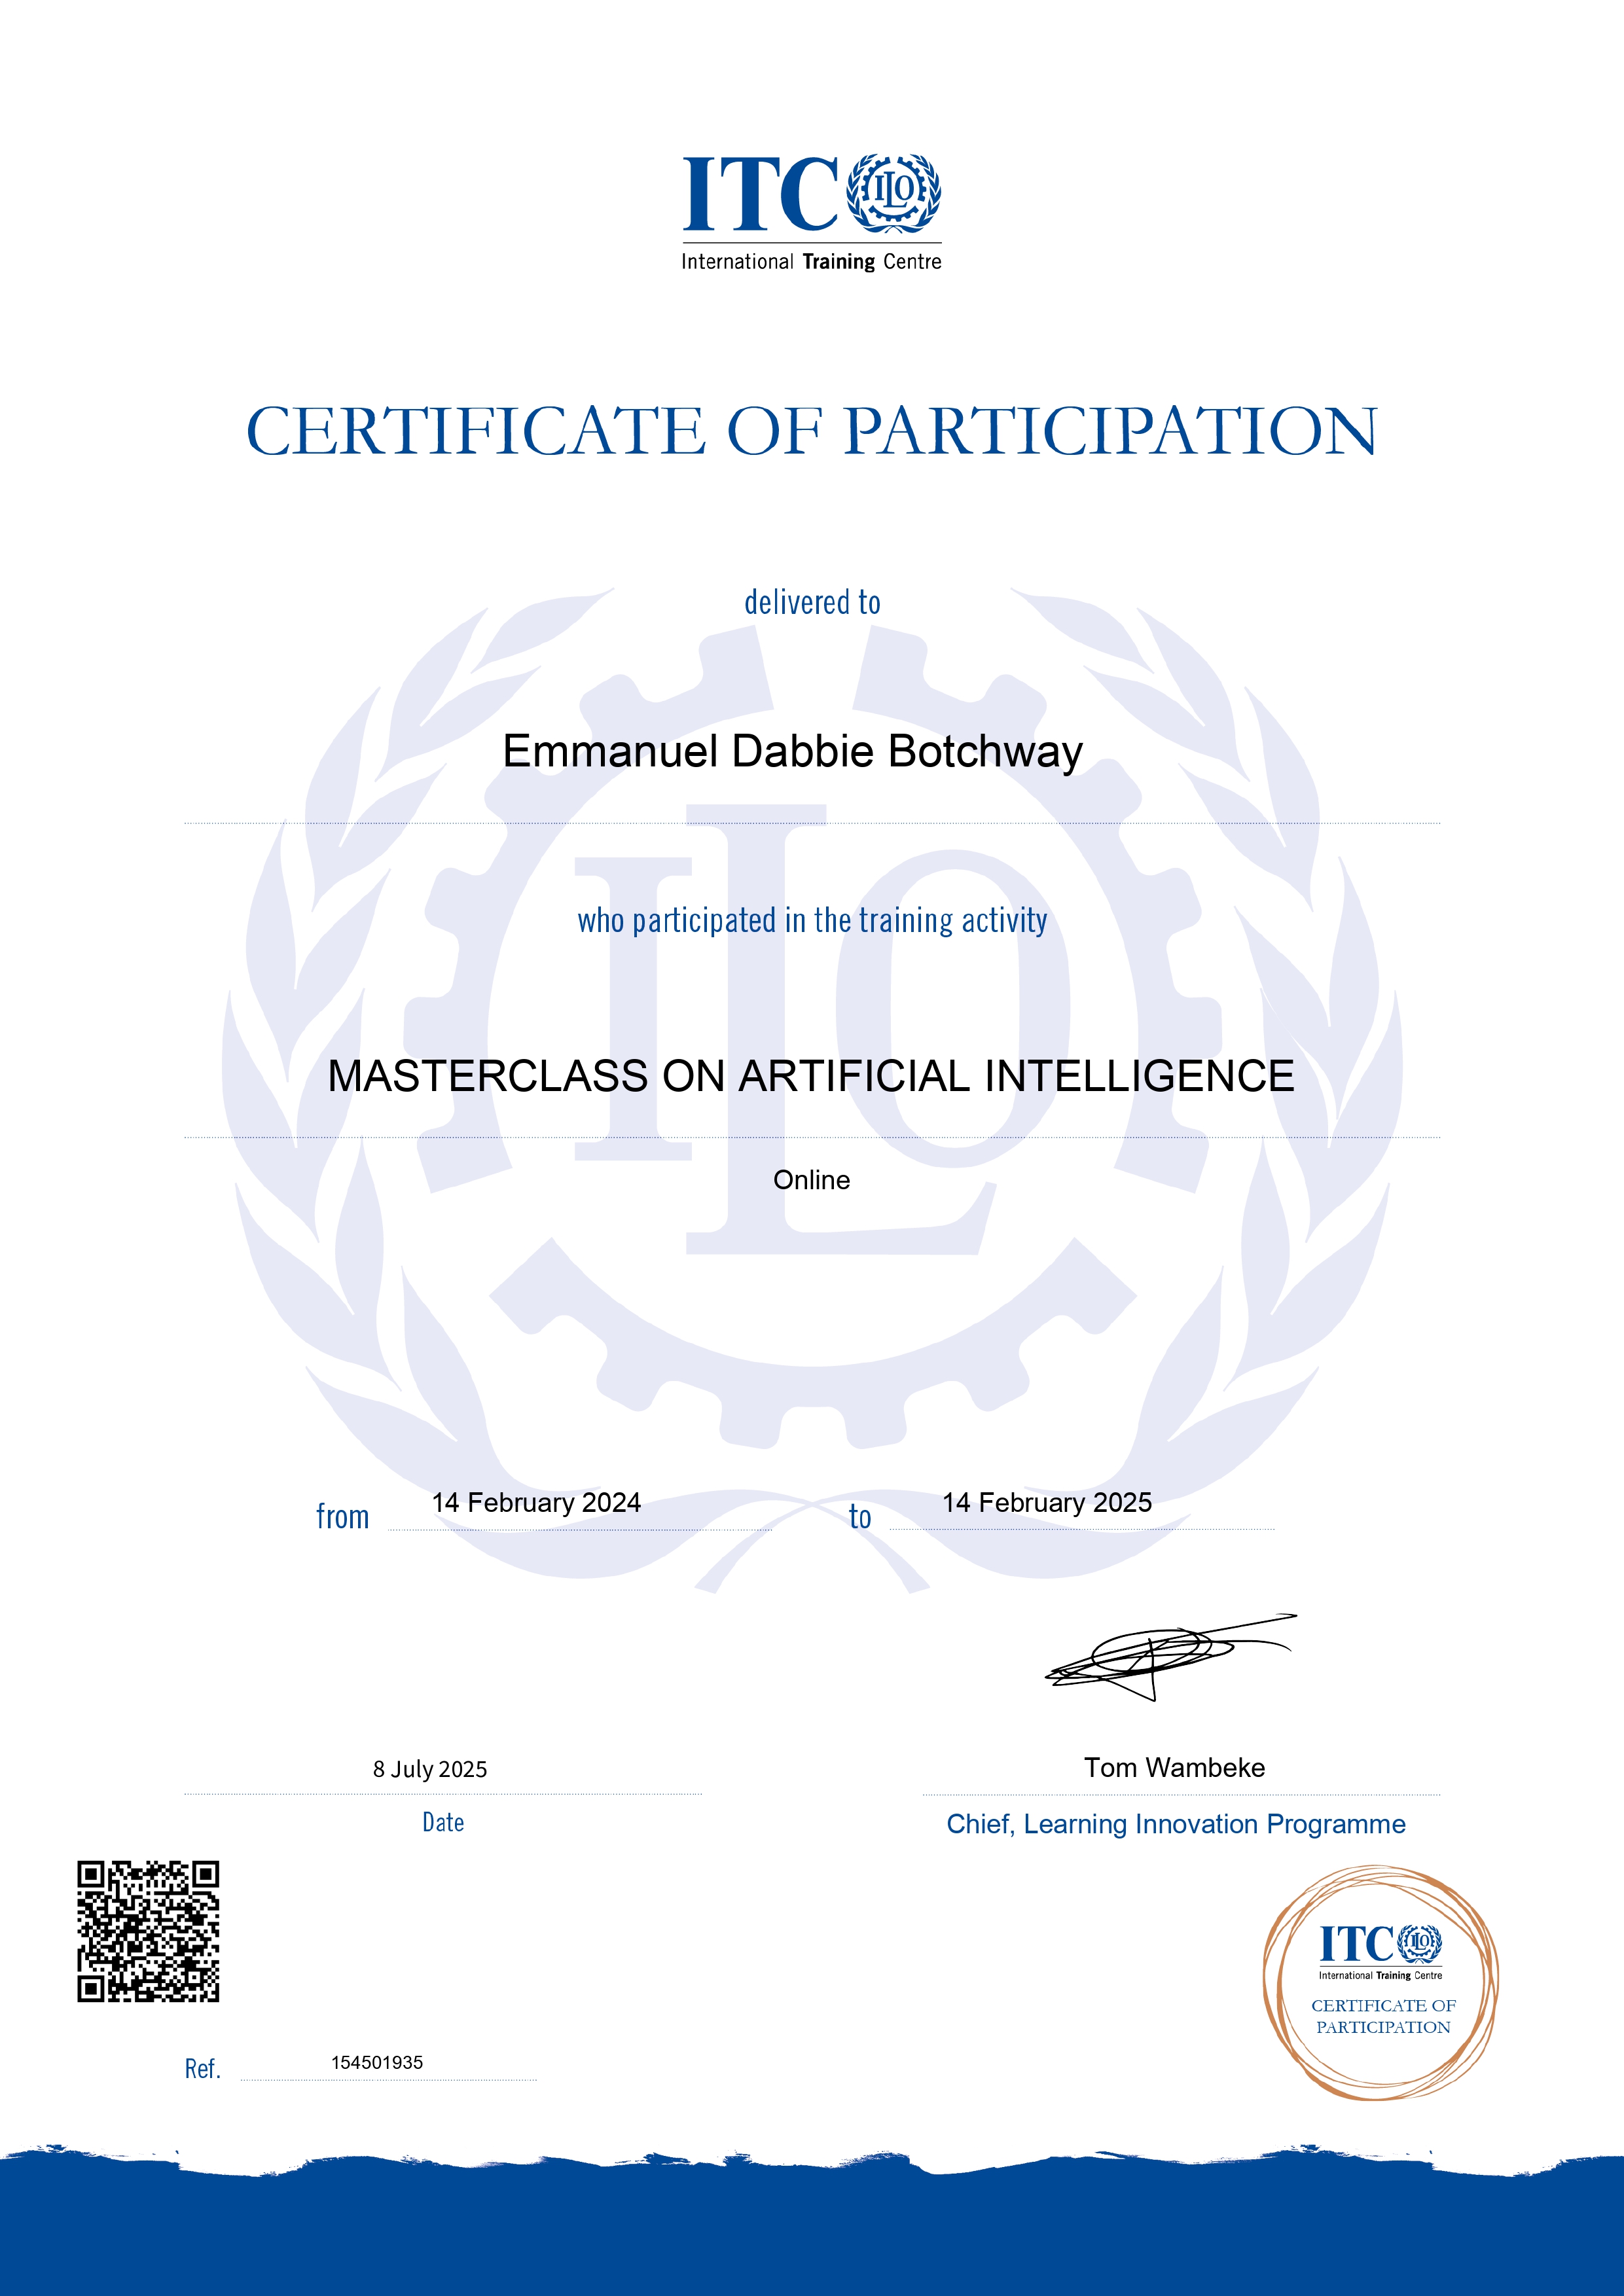 ITC ILO
International Training Centre
CERTIFICATE OF PARTICIPATION
delivered to
Emmanuel Dabbie Botchway
who participated in the training activity
ILO
MASTERCLASS ON ARTIFICIAL INTELLIGENCE
Online
from 14 February 2024 to 14 February 2025
8 July 2025
Date
Tom Wambeke
Chief, Learning Innovation Programme
ITC ILO
International Training Centre
CERTIFICATE OF
PARTICIPATION
Ref. 154501935